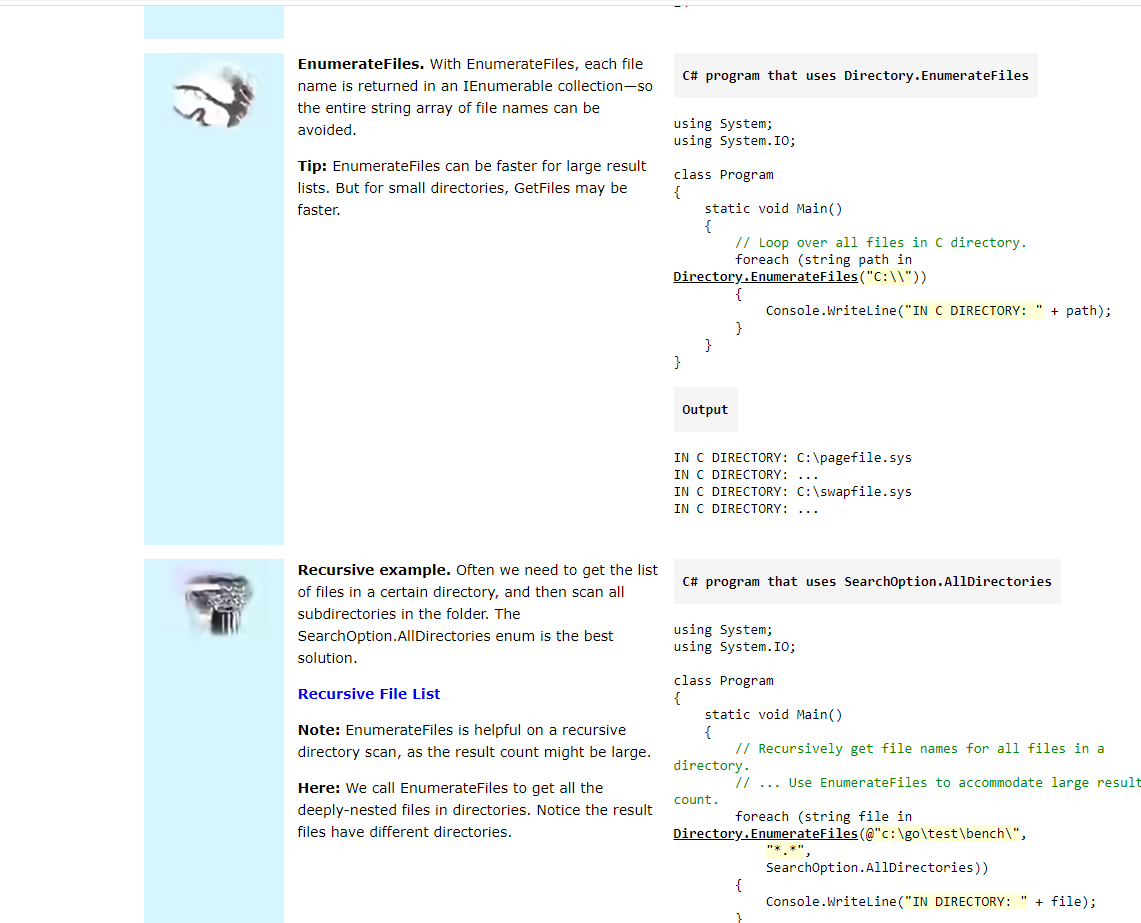 EnumerateFiles. With EnumerateFiles, each file
name is returned in an IEnumerable collection—so
the entire string array of file names can be
avoided.
Tip: EnumerateFiles can be faster for large result
lists. But for small directories, GetFiles may be
faster.
C# program that uses Directory.EnumerateFiles
using System;
using System.IO;
class Program
{
    static void Main()
    {
        // Loop over all files in C directory.
        foreach (string path in
Directory.EnumerateFiles("C:\\"))
        {
            Console.WriteLine("IN C DIRECTORY: " + path);
        }
    }
}
Output
IN C DIRECTORY: C:\pagefile.sys
IN C DIRECTORY: ...
IN C DIRECTORY: C:\swapfile.sys
IN C DIRECTORY: ...
Recursive example. Often we need to get the list
of files in a certain directory, and then scan all
subdirectories in the folder. The
SearchOption.AllDirectories enum is the best
solution.
Recursive File List
Note: EnumerateFiles is helpful on a recursive
directory scan, as the result count might be large.
Here: We call EnumerateFiles to get all the
deeply-nested files in directories. Notice the result
files have different directories.
C# program that uses SearchOption.AllDirectories
using System;
using System.IO;
class Program
{
    static void Main()
    {
        // Recursively get file names for all files in a
directory.
        // ... Use EnumerateFiles to accommodate large result
count.
        foreach (string file in
Directory.EnumerateFiles(@"c:\go\test\bench\",
            "*.*",
            SearchOption.AllDirectories))
        {
            Console.WriteLine("IN DIRECTORY: " + file);
        }